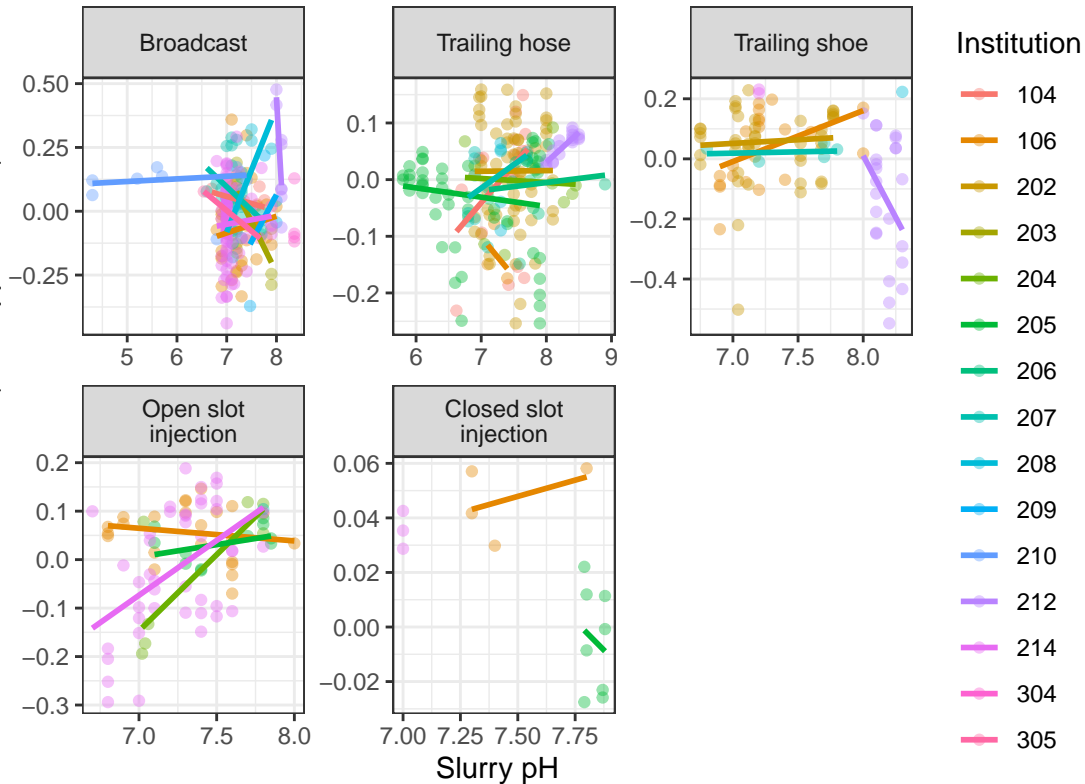 Broadcast
Trailing hose
Trailing shoe
0.50
0.25
0.00
−0.25
5 6 7 8
0.1
0.0
−0.1
−0.2
6 7 8 9
0.2
0.0
−0.2
−0.4
7.0 7.5 8.0
Open slot
injection
Closed slot
injection
0.2
0.1
0.0
−0.1
−0.2
−0.3
7.0 7.5 8.0
0.06
0.04
0.02
0.00
−0.02
7.00 7.25 7.50 7.75
Slurry pH
Institution
104
106
202
203
204
205
206
207
208
209
210
212
214
304
305